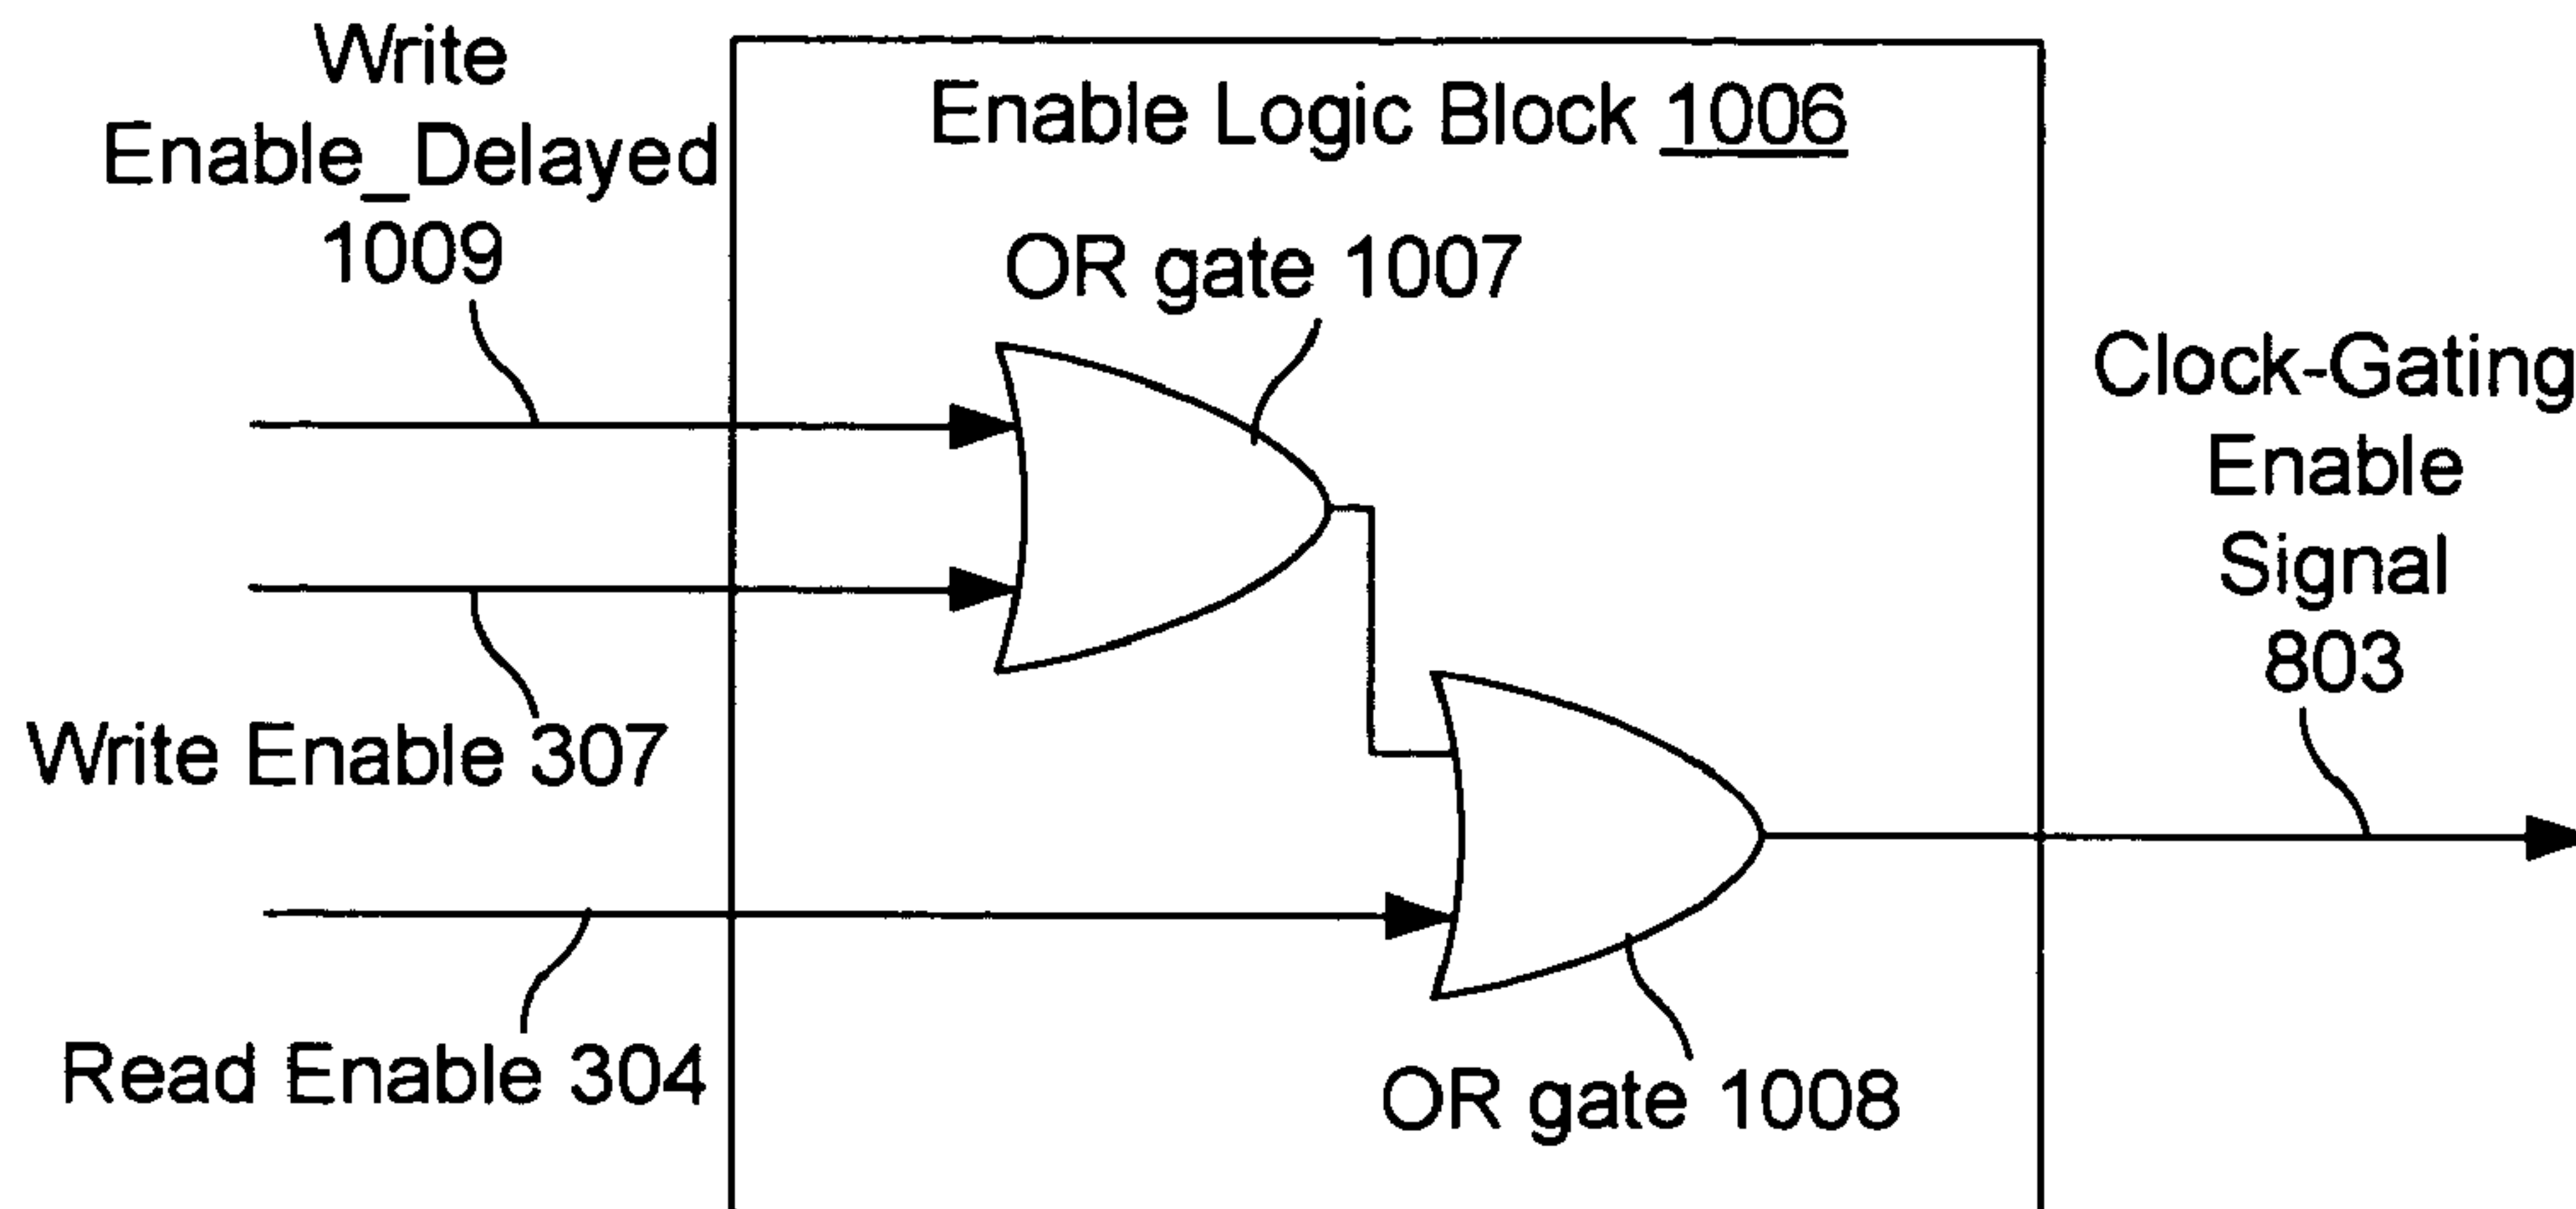 Write
Enable_Delayed
1009
Enable Logic Block 1006
OR gate 1007
Clock-Gating
Enable
Signal
803
Write Enable 307
Read Enable 304
OR gate 1008